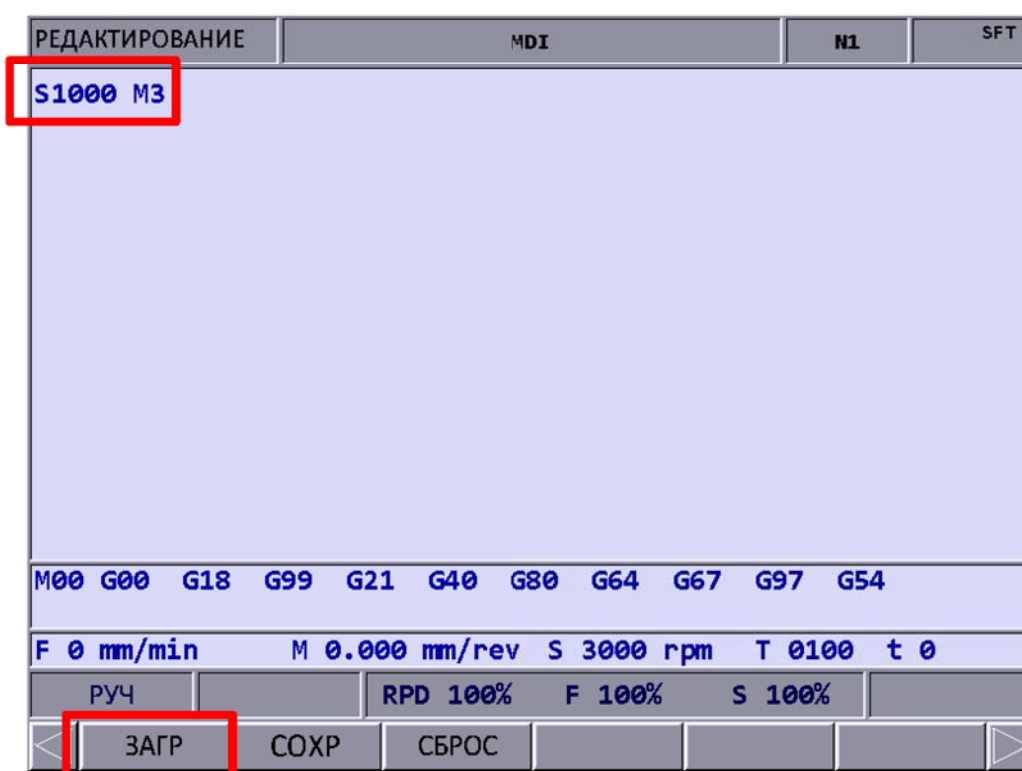 РЕДАКТИРОВАНИЕ MDI N1 SFT
S1000 M3
M00 G00 G18 G99 G21 G40 G80 G64 G67 G97 G54
F 0 mm/min M 0.000 mm/rev S 3000 rpm T 0100 t 0
РУЧ RPD 100% F 100% S 100%
ЗАГР СОХР СБРОС